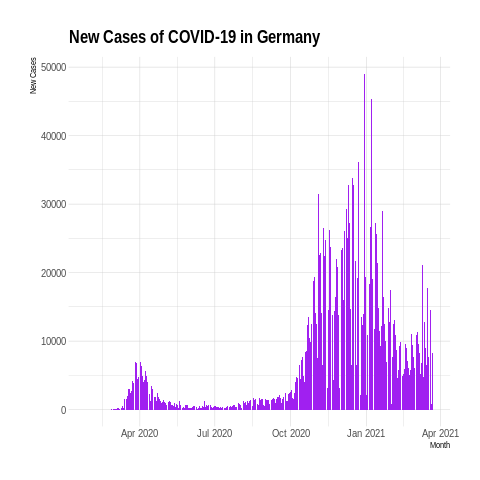 New Cases of COVID-19 in Germany
New Cases
50000
40000
30000
20000
10000
0
Apr 2020 Jul 2020 Oct 2020 Jan 2021 Apr 2021
Month